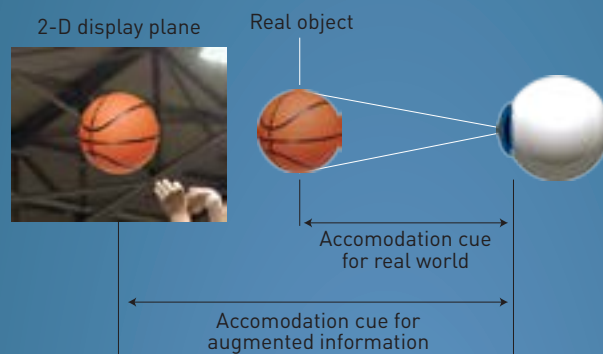 2-D display plane
Real object
Accomodation cue
for real world
Accomodation cue for
augmented information